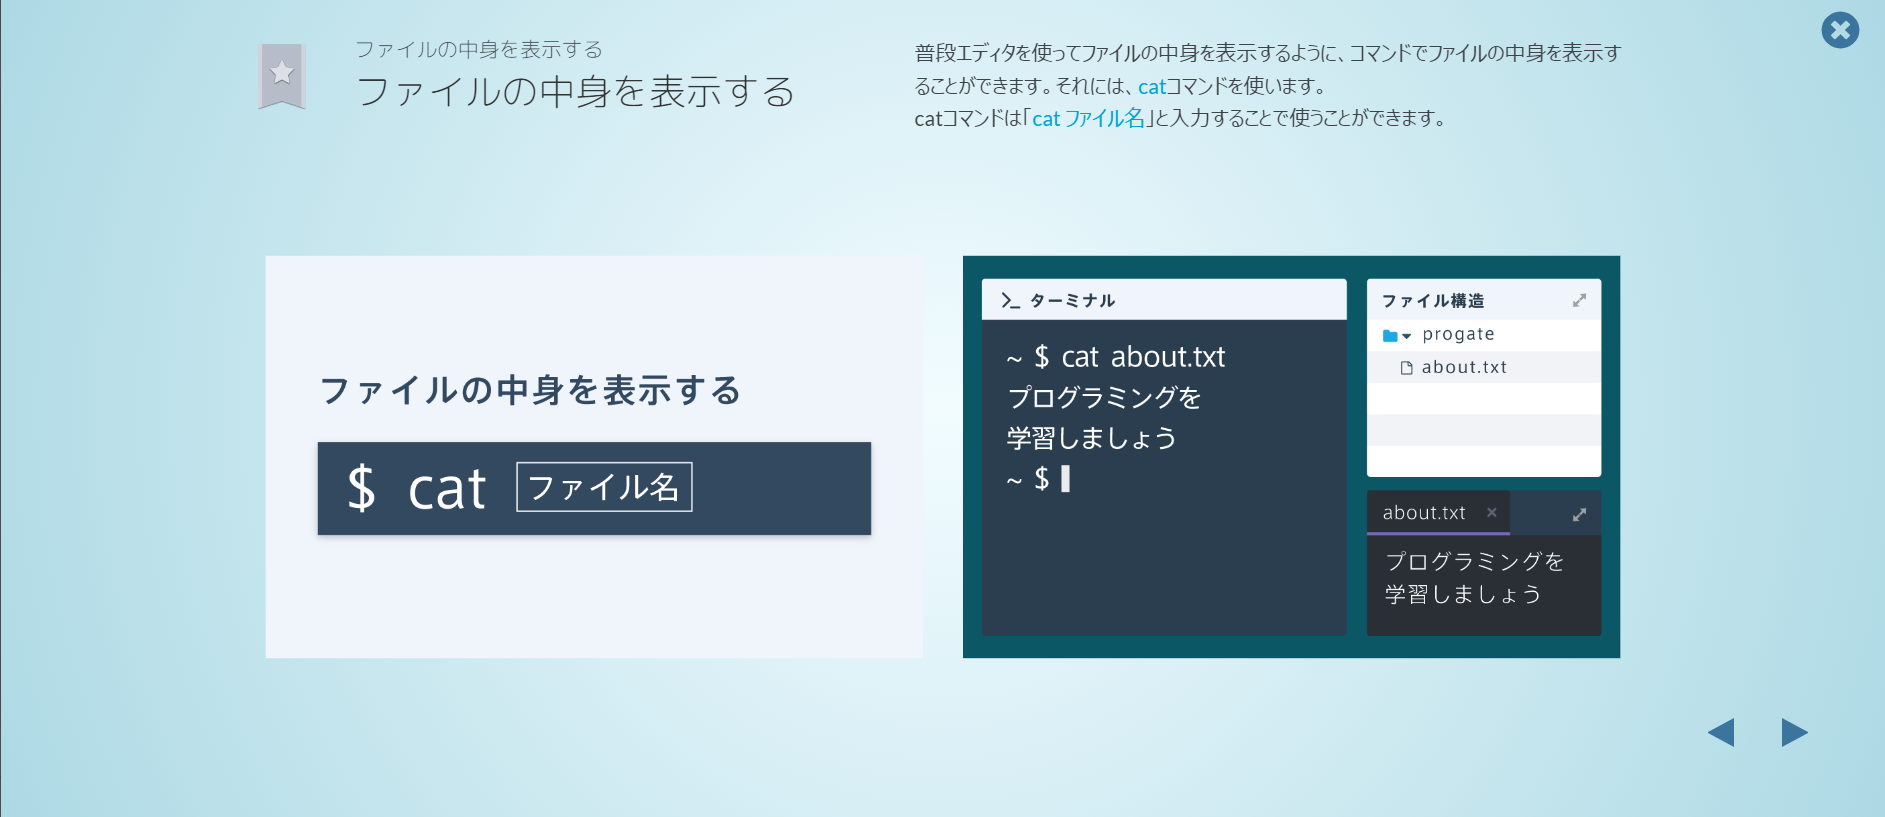 ファイルの中身を表示する
ファイルの中身を表示する
普段エディタを使ってファイルの中身を表示するように、コマンドでファイルの中身を表示す
ることができます。それには、catコマンドを使います。
catコマンドは「cat ファイル名」と入力することで使うことができます。
ファイルの中身を表示する
$ cat ファイル名
>_ ターミナル
~ $ cat about.txt
プログラミングを
学習しましょう
~ $
ファイル構造
progate
about.txt
about.txt ×
プログラミングを
学習しましょう